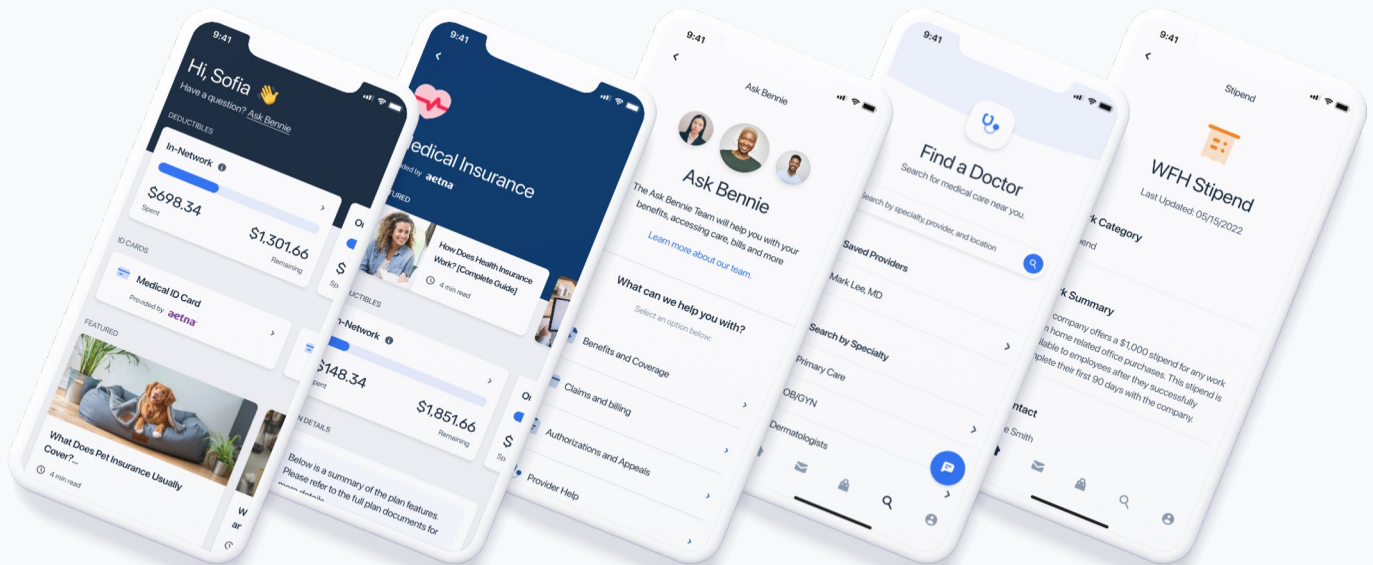 9:41
Hi, Sofia 👋
Have a question? Ask Bennie
DEDUCTIBLES
In-Network
$698.34
Spent
$1,301.66
Remaining
ID CARDS
Medical ID Card
Provided by aetna
FEATURED
What Does Pet Insurance Usually
Cover?...
4 min read
9:41
Medical Insurance
by aetna
How Does Health Insurance
Work? [Complete Guide]
4 min read
$148.34
$1,851.66
Remaining
DETAILS
Below is a summary of the plan features.
Please refer to the full plan documents for
9:41
Ask Bennie
Ask Bennie
The Ask Bennie Team will help you with your
benefits, accessing care, bills and more
Learn more about our team.
What can we help you with?
Select an option below:
Benefits and Coverage
Claims and billing
Authorizations and Appeals
Provider Help
9:41
Find a Doctor
Search for medical care near you.
Search by specialty, provider, and location
Saved Providers
Mark Lee, MD
Search by Specialty
Primary Care
OB/GYN
Dermatologists
9:41
Stipend
WFH Stipend
Last Updated: 05/15/2022
Category
Summary
company offers a $1,000 stipend for any work
home related office purchases. This stipend is
to employees after they successfully
their first 90 days with the company.
Smith